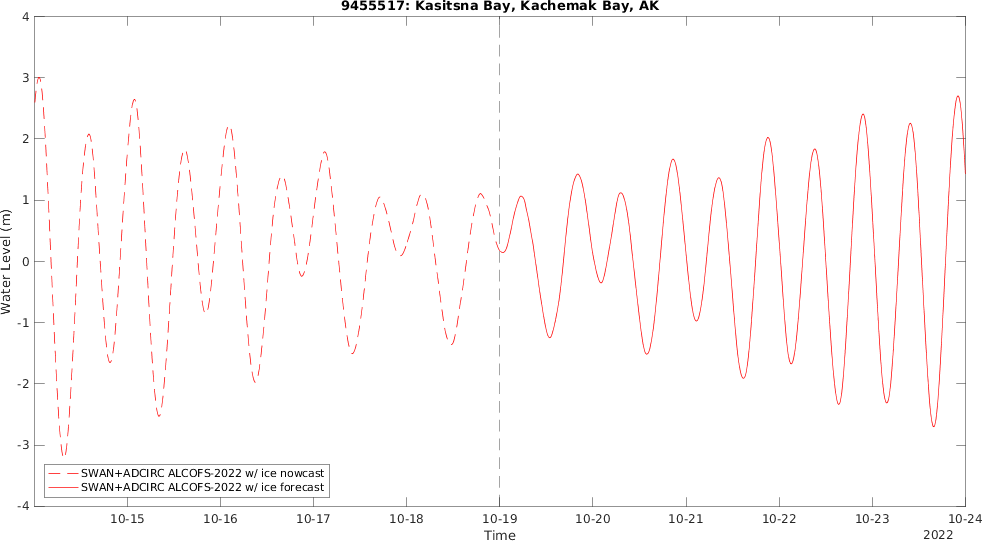 9455517: Kasitsna Bay, Kachemak Bay, AK
Water Level (m)
4
3
2
1
0
-1
-2
-3
-4
SWAN+ADCIRC ALCOFS-2022 w/ ice nowcast
SWAN+ADCIRC ALCOFS-2022 w/ ice forecast
10-15 10-16 10-17 10-18 10-19 10-20 10-21 10-22 10-23 10-24
Time
2022